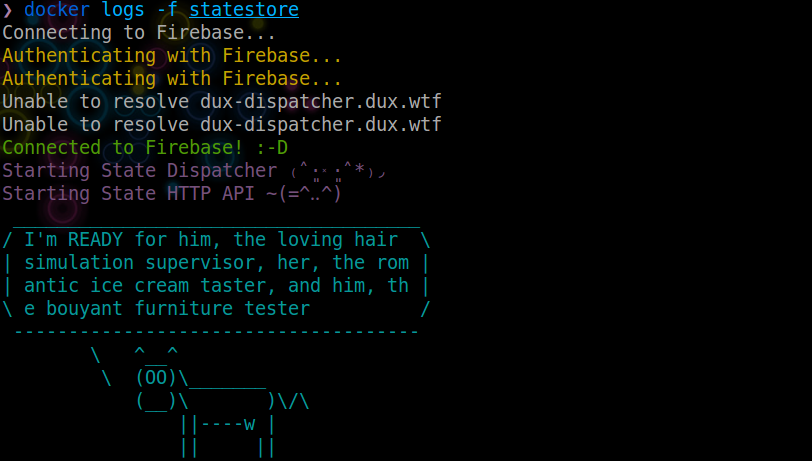 ❯ docker logs -f statestore
Connecting to Firebase...
Authenticating with Firebase...
Authenticating with Firebase...
Unable to resolve dux-dispatcher.dux.wtf
Unable to resolve dux-dispatcher.dux.wtf
Connected to Firebase! :-D
Starting State Dispatcher
Starting State HTTP API
 _____________________________________
/ I'm READY for him, the loving hair  \
| simulation supervisor, her, the rom |
| antic ice cream taster, and him, th |
\ e bouyant furniture tester          /
 -------------------------------------
        \   ^__^
         \  (OO)\_______
            (__)\       )\/\
                ||----w |
                ||     ||